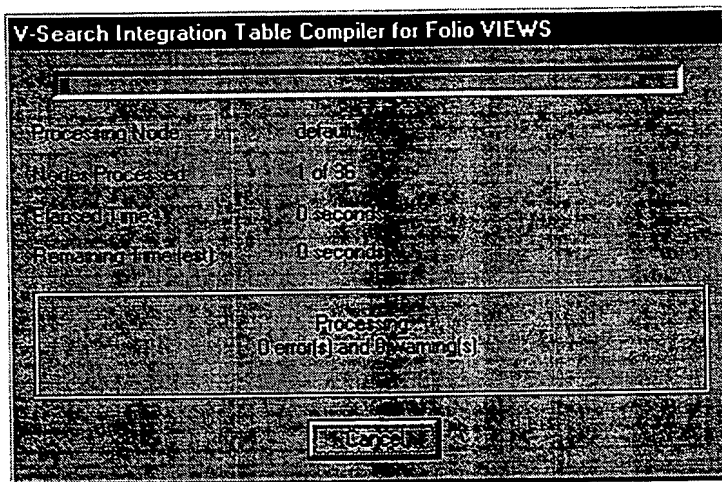 V-Search Integration Table Compiler for Folio VIEWS
Processing Node: default
Nodes Processed: 1 of 36
Elapsed Time: 0 seconds
Remaining Time (est): 0 seconds
Processing...
0 error(s) and 0 warning(s)
Cancel